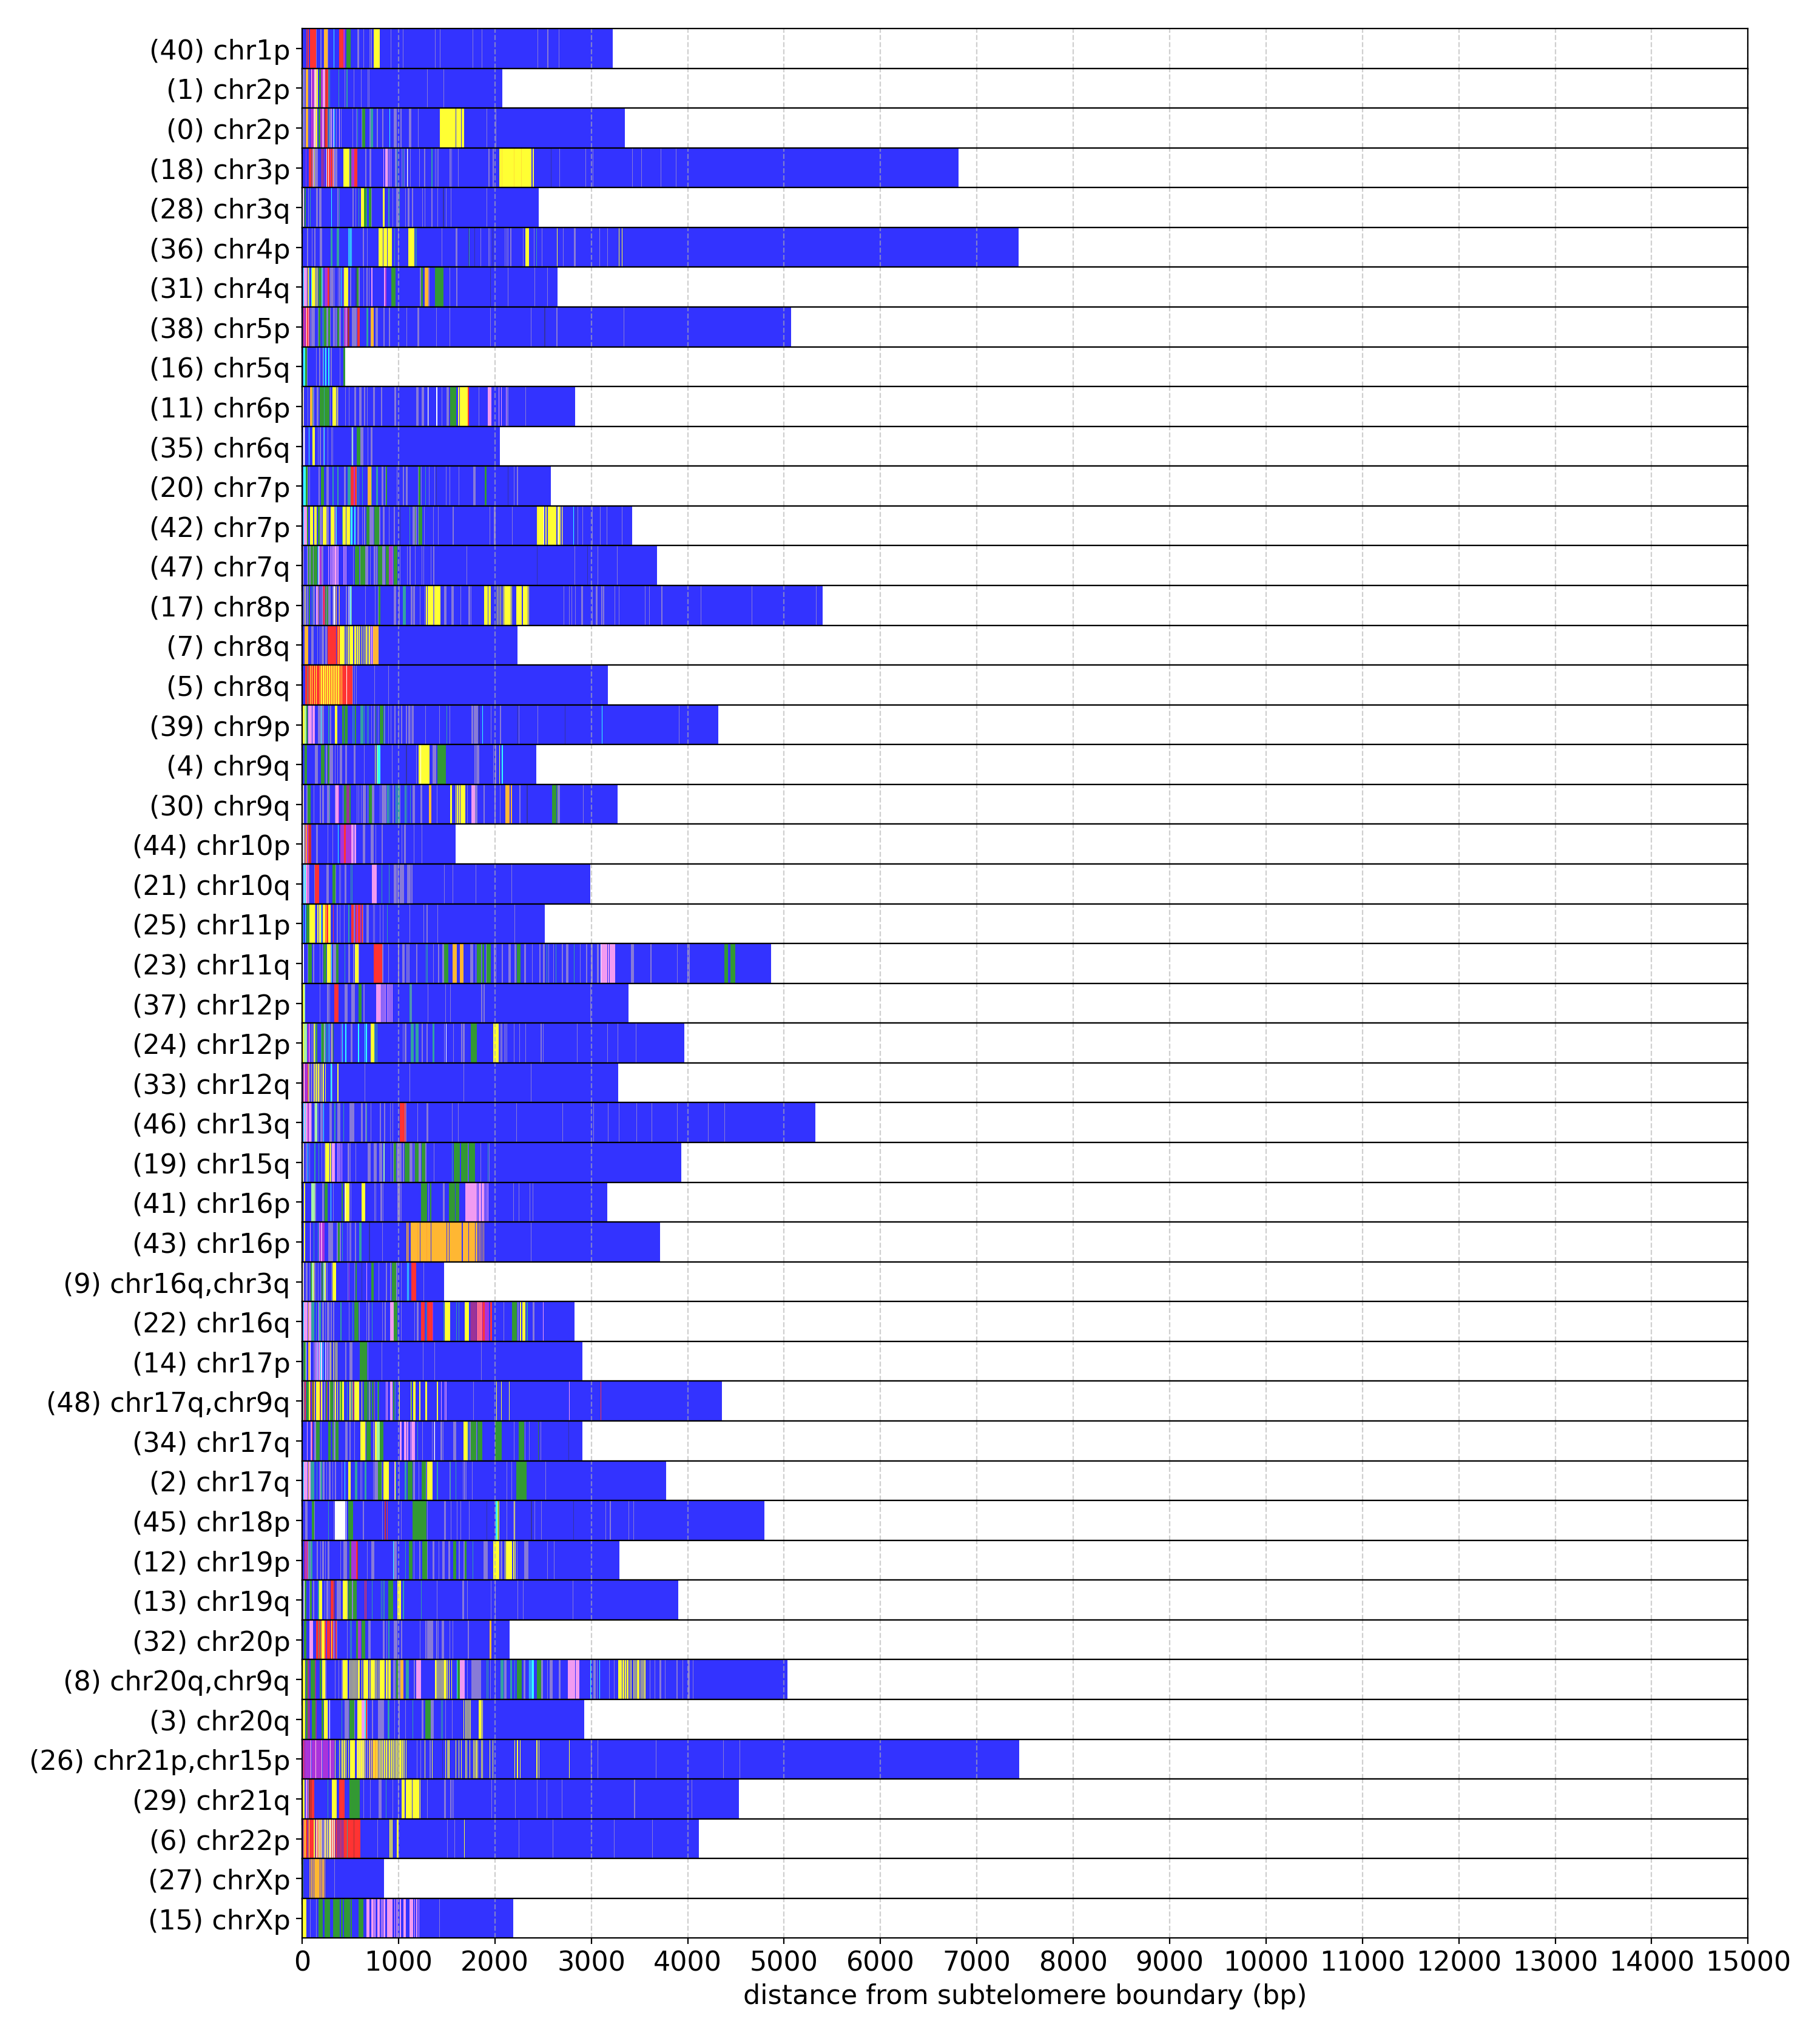 (40) chr1p
(1) chr2p
(0) chr2p
(18) chr3p
(28) chr3q
(36) chr4p
(31) chr4q
(38) chr5p
(16) chr5q
(11) chr6p
(35) chr6q
(20) chr7p
(42) chr7p
(47) chr7q
(17) chr8p
(7) chr8q
(5) chr8q
(39) chr9p
(4) chr9q
(30) chr9q
(44) chr10p
(21) chr10q
(25) chr11p
(23) chr11q
(37) chr12p
(24) chr12p
(33) chr12q
(46) chr13q
(19) chr15q
(41) chr16p
(43) chr16p
(9) chr16q,chr3q
(22) chr16q
(14) chr17p
(48) chr17q,chr9q
(34) chr17q
(2) chr17q
(45) chr18p
(12) chr19p
(13) chr19q
(32) chr20p
(8) chr20q,chr9q
(3) chr20q
(26) chr21p,chr15p
(29) chr21q
(6) chr22p
(27) chrXp
(15) chrXp
0 1000 2000 3000 4000 5000 6000 7000 8000 9000 10000 11000 12000 13000 14000 15000
distance from subtelomere boundary (bp)